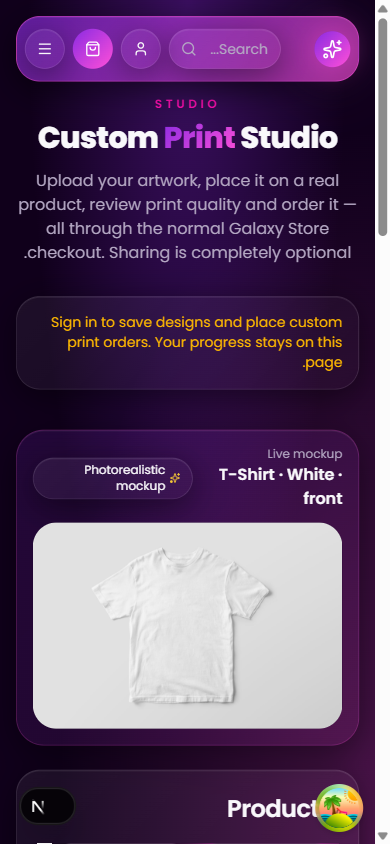 ...Search
STUDIO
Custom Print Studio
Upload your artwork, place it on a real
product, review print quality and order it —
all through the normal Galaxy Store
.checkout. Sharing is completely optional
Sign in to save designs and place custom
print orders. Your progress stays on this
.page
Live mockup
T-Shirt · White ·
front
Photorealistic
mockup
Product
N